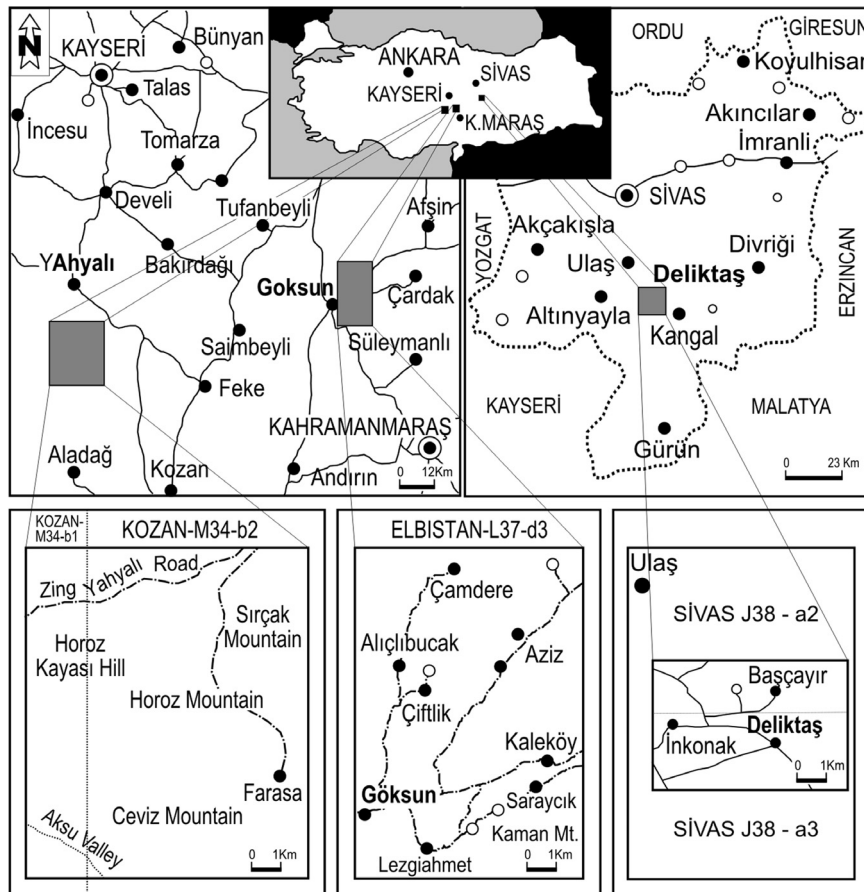 N
KAYSERİ
Bünyan
Talas
İncesu
Tomarza
Develi
Tufanbeyli
Afşin
YAhyalı
Bakırdağı
Goksun
Çardak
Saimbeyli
Süleymanlı
Feke
KAHRAMANMARAŞ
Aladağ
Kozan
Andırın
0 12Km
ANKARA
SİVAS
KAYSERİ
K.MARAŞ
ORDU
GİRESUN
Koyulhisar
Akıncılar
İmranli
SİVAS
YOZGAT
Akçakışla
Ulaş
Divriği
Deliktaş
ERZINCAN
Altınyayla
Kangal
KAYSERİ
MALATYA
Gürün
0 23 Km
KOZAN-
M34-b1
KOZAN-M34-b2
Zing Yahyalı Road
Sırçak
Mountain
Horoz
Kayası Hill
Horoz Mountain
Farasa
Ceviz Mountain
Aksu Valley
0 1Km
ELBISTAN-L37-d3
Çamdere
Alıçlıbucak
Aziz
Çiftlik
Kaleköy
Göksun
Saraycık
Kaman Mt.
Lezgiahmet
0 1Km
Ulaş
SİVAS J38 - a2
Başçayır
Deliktaş
İnkonak
0 1Km
SİVAS J38 - a3